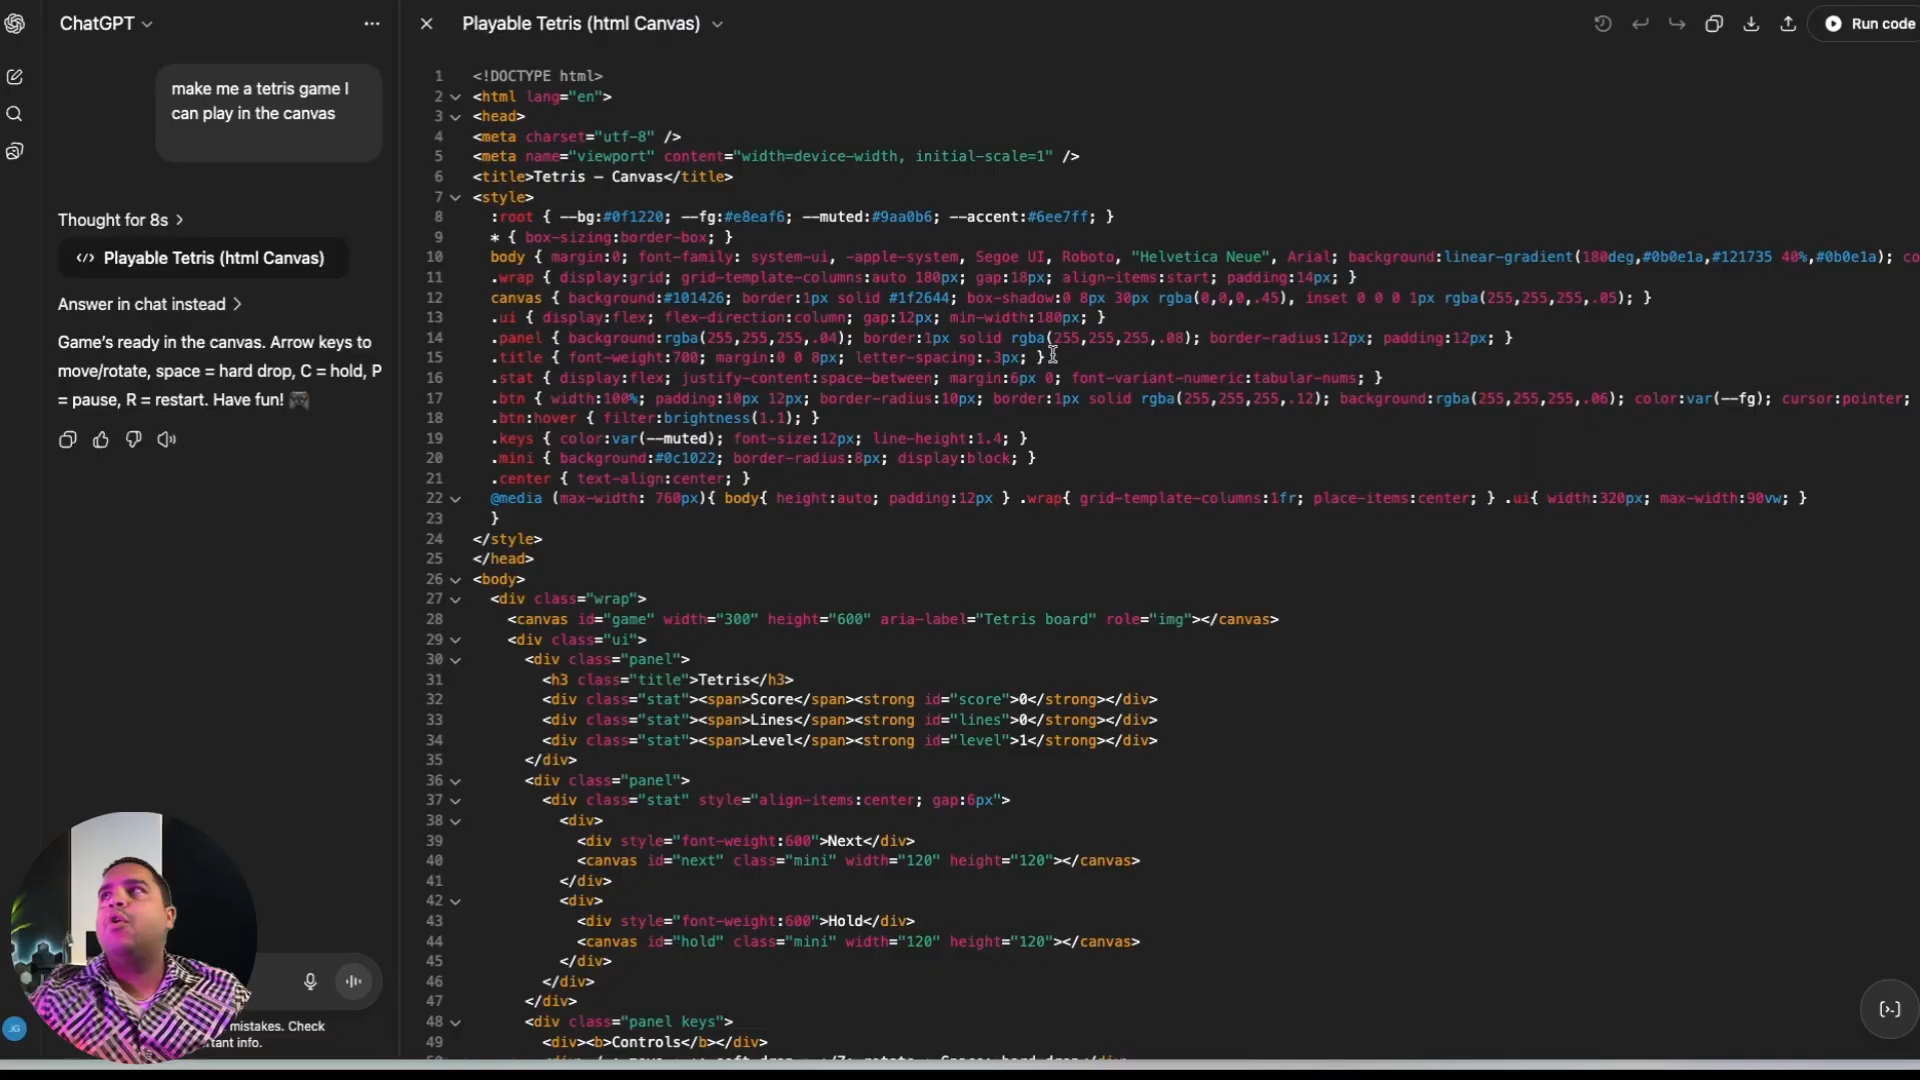 ChatGPT
Playable Tetris (html Canvas)
Run code
make me a tetris game I
can play in the canvas
Thought for 8s
</> Playable Tetris (html Canvas)
Answer in chat instead
Game's ready in the canvas. Arrow keys to
move/rotate, space = hard drop, C = hold, P
= pause, R = restart. Have fun! 🎮
JG
mistakes. Check
1 <!DOCTYPE html>
2 <html lang="en">
3 <head>
4 <meta charset="utf-8" />
5 <meta name="viewport" content="width=device-width, initial-scale=1" />
6 <title>Tetris – Canvas</title>
7 <style>
8 :root { --bg:#0f1220; --fg:#e8eaf6; --muted:#9aa0b6; --accent:#6ee7ff; }
9 * { box-sizing:border-box; }
10 body { margin:0; font-family: system-ui, -apple-system, Segoe UI, Roboto, "Helvetica Neue", Arial; background:linear-gradient(180deg,#0b0e1a,#121735 40%,#0b0e1a); co
11 .wrap { display:grid; grid-template-columns:auto 180px; gap:18px; align-items:start; padding:14px; }
12 canvas { background:#101426; border:1px solid #1f2644; box-shadow:0 8px 30px rgba(0,0,0,.45), inset 0 0 0 1px rgba(255,255,255,.05); }
13 .ui { display:flex; flex-direction:column; gap:12px; min-width:180px; }
14 .panel { background:rgba(255,255,255,.04); border:1px solid rgba(255,255,255,.08); border-radius:12px; padding:12px; }
15 .title { font-weight:700; margin:0 0 8px; letter-spacing:.3px; }
16 .stat { display:flex; justify-content:space-between; margin:6px 0; font-variant-numeric:tabular-nums; }
17 .btn { width:100%; padding:10px 12px; border-radius:10px; border:1px solid rgba(255,255,255,.12); background:rgba(255,255,255,.06); color:var(--fg); cursor:pointer;
18 .btn:hover { filter:brightness(1.1); }
19 .keys { color:var(--muted); font-size:12px; line-height:1.4; }
20 .mini { background:#0c1022; border-radius:8px; display:block; }
21 .center { text-align:center; }
22 @media (max-width: 760px){ body{ height:auto; padding:12px } .wrap{ grid-template-columns:1fr; place-items:center; } .ui{ width:320px; max-width:90vw; }
23 }
24 </style>
25 </head>
26 <body>
27 <div class="wrap">
28 <canvas id="game" width="300" height="600" aria-label="Tetris board" role="img"></canvas>
29 <div class="ui">
30 <div class="panel">
31 <h3 class="title">Tetris</h3>
32 <div class="stat"><span>Score</span><strong id="score">0</strong></div>
33 <div class="stat"><span>Lines</span><strong id="lines">0</strong></div>
34 <div class="stat"><span>Level</span><strong id="level">1</strong></div>
35 </div>
36 <div class="panel">
37 <div class="stat" style="align-items:center; gap:6px">
38 <div>
39 <div style="font-weight:600">Next</div>
40 <canvas id="next" class="mini" width="120" height="120"></canvas>
41 </div>
42 <div>
43 <div style="font-weight:600">Hold</div>
44 <canvas id="hold" class="mini" width="120" height="120"></canvas>
45 </div>
46 </div>
47 </div>
48 <div class="panel keys">
49 <div><b>Controls</b></div>